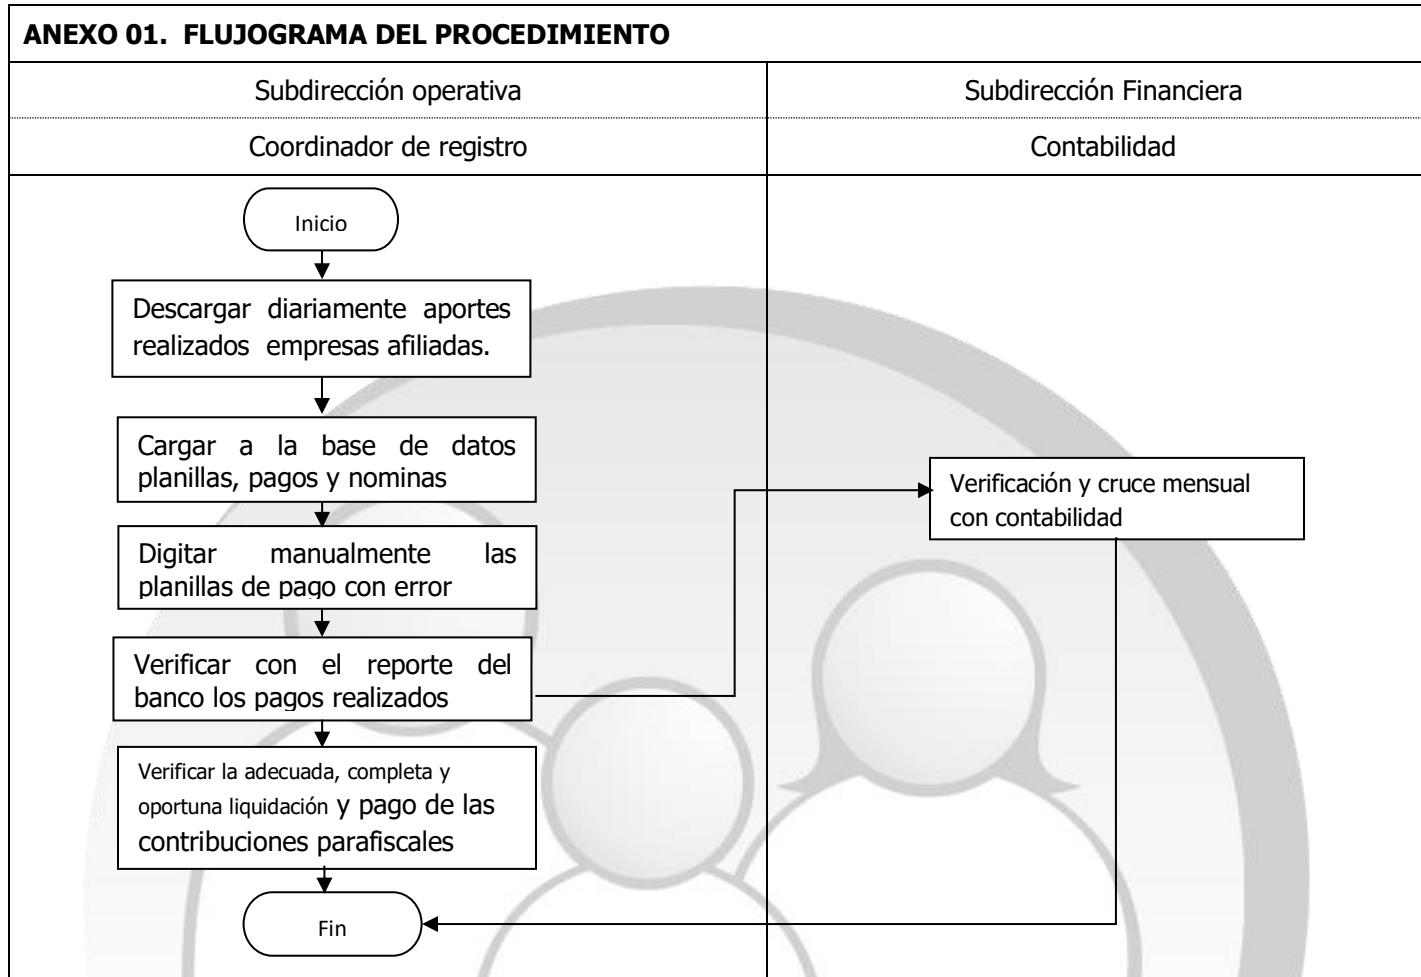 ANEXO 01. FLUJOGRAMA DEL PROCEDIMIENTO
Subdirección operativa
Subdirección Financiera
Coordinador de registro
Contabilidad
Inicio
Descargar diariamente aportes
realizados empresas afiliadas.
Cargar a la base de datos
planillas, pagos y nominas
Digitar manualmente las
planillas de pago con error
Verificar con el reporte del
banco los pagos realizados
Verificación y cruce mensual
con contabilidad
Verificar la adecuada, completa y
oportuna liquidación y pago de las
contribuciones parafiscales
Fin